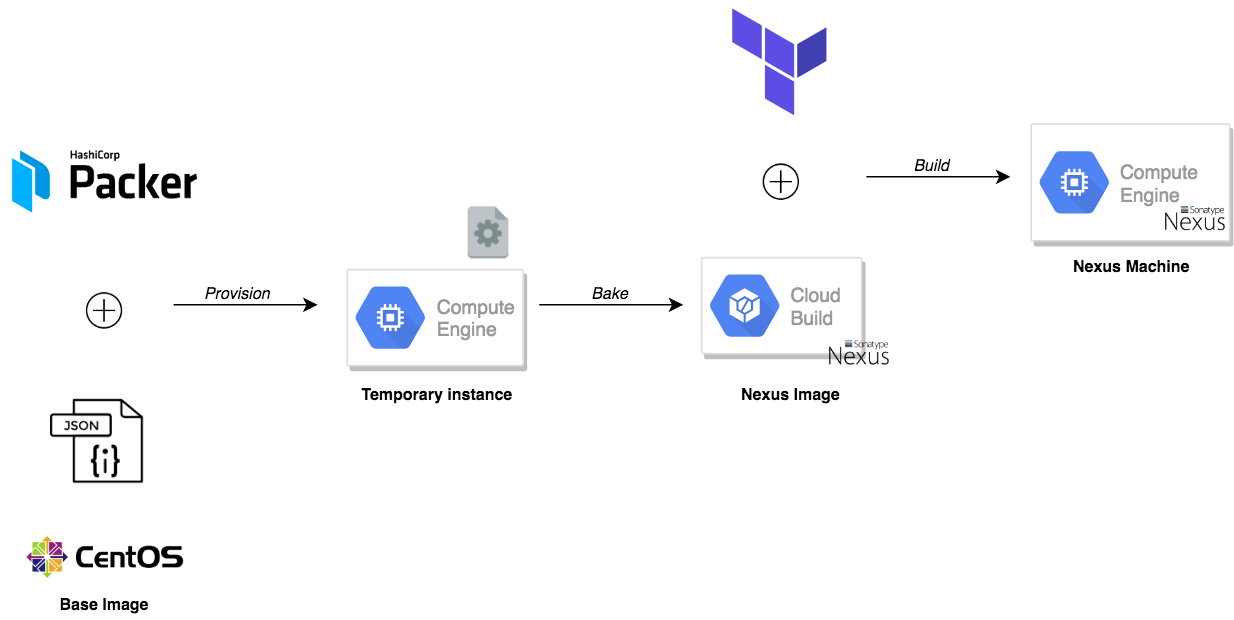 HashiCorp
Packer
JSON
{i}
CentOS
Base Image
Provision
Compute
Engine
Temporary instance
Bake
Cloud
Build
Sonatype
Nexus
Nexus Image
Build
Compute
Engine
Sonatype
Nexus
Nexus Machine